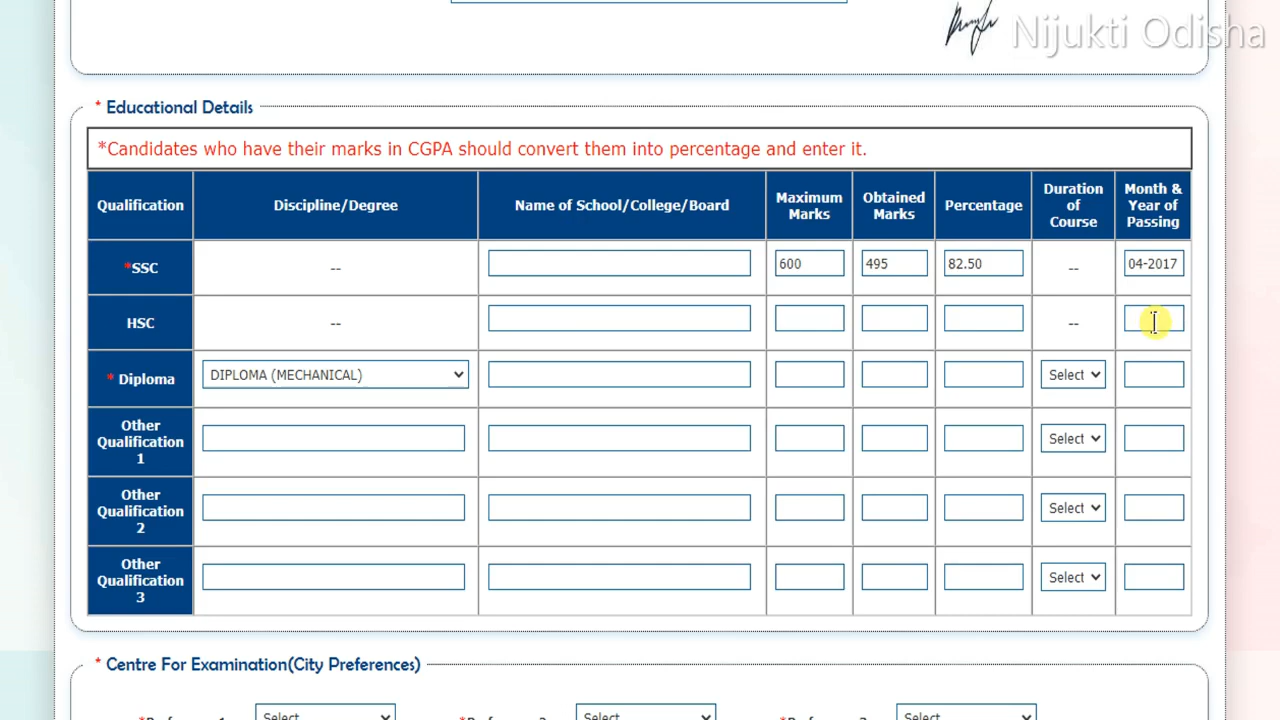 Nijukti Odisha
* Educational Details
*Candidates who have their marks in CGPA should convert them into percentage and enter it.
Qualification Discipline/Degree Name of School/College/Board Maximum Marks Obtained Marks Percentage Duration of Course Month & Year of Passing
*SSC -- 600 495 82.50 -- 04-2017
HSC -- --
* Diploma DIPLOMA (MECHANICAL) Select
Other Qualification 1 Select
Other Qualification 2 Select
Other Qualification 3 Select
* Centre For Examination(City Preferences)
Select Select Select